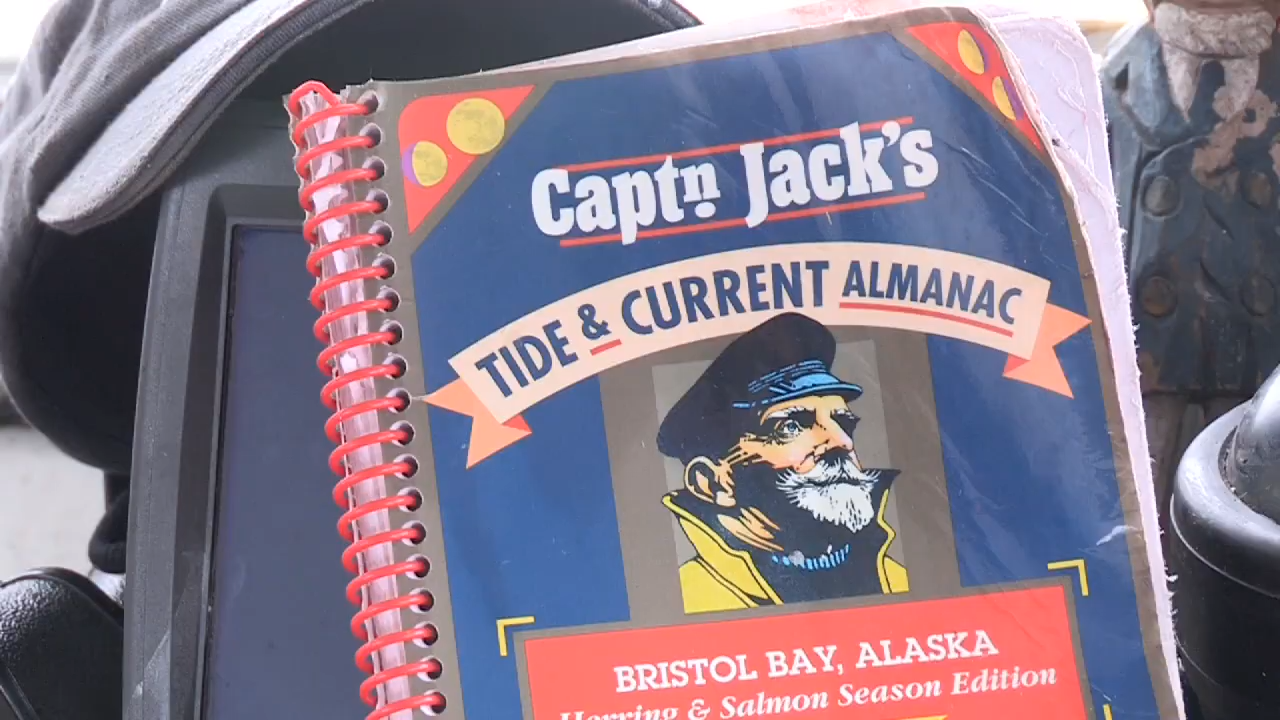 Captn Jack's
TIDE & CURRENT ALMANAC
BRISTOL BAY, ALASKA
Herring & Salmon Season Edition